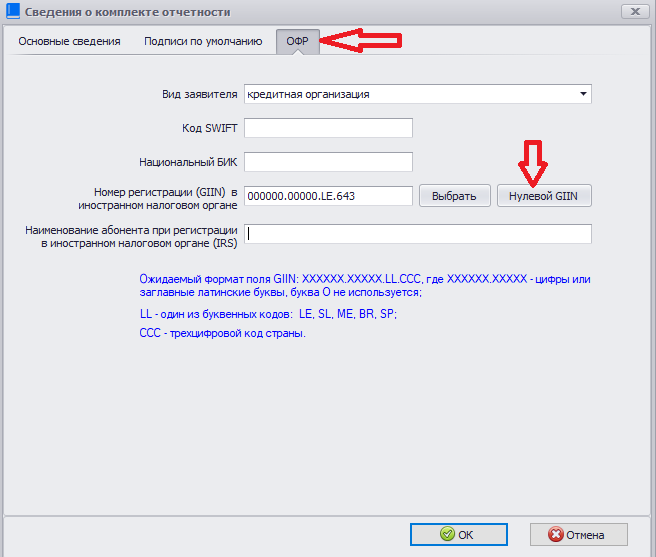 Сведения о комплекте отчетности
Основные сведения
Подписи по умолчанию
ОФР
Вид заявителя
кредитная организация
Код SWIFT
Национальный БИК
Номер регистрации (GIIN) в
иностранном налоговом органе
000000.00000.LE.643
Выбрать
Нулевой GIIN
Наименование абонента при регистрации
в иностранном налоговом органе (IRS)
Ожидаемый формат поля GIIN: XXXXXX.XXXXX.LL.CCC, где XXXXXX.XXXXX - цифры или
заглавные латинские буквы, буква O не используется;
LL - один из буквенных кодов: LE, SL, ME, BR, SP;
CCC - трехцифровой код страны.
OK
Отмена